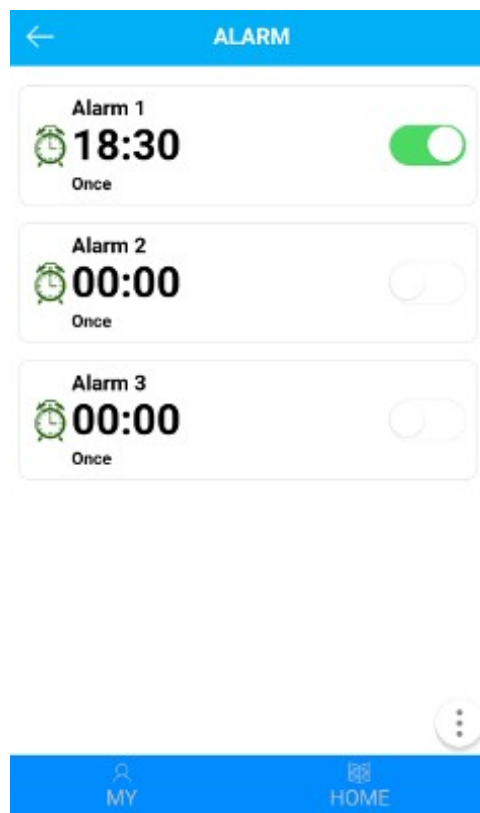 ALARM
Alarm 1
18:30
Once
Alarm 2
00:00
Once
Alarm 3
00:00
Once
MY
HOME